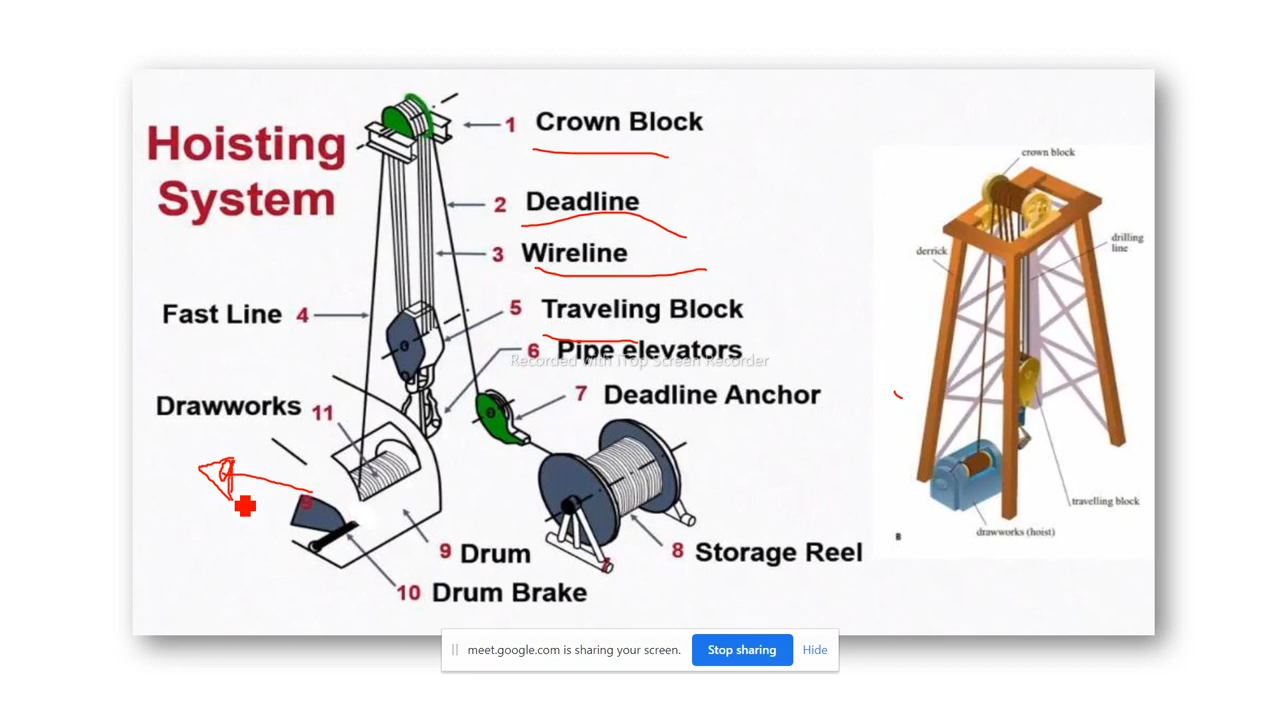 Hoisting
System
1 Crown Block
2 Deadline
3 Wireline
Fast Line 4
5 Traveling Block
6 Pipe elevators
Recorded with iTop Screen Recorder
7 Deadline Anchor
Drawworks 11
8 Storage Reel
9 Drum
10 Drum Brake
crown block
drilling
line
derrick
travelling block
drawworks (hoist)
B
meet.google.com is sharing your screen.
Stop sharing
Hide